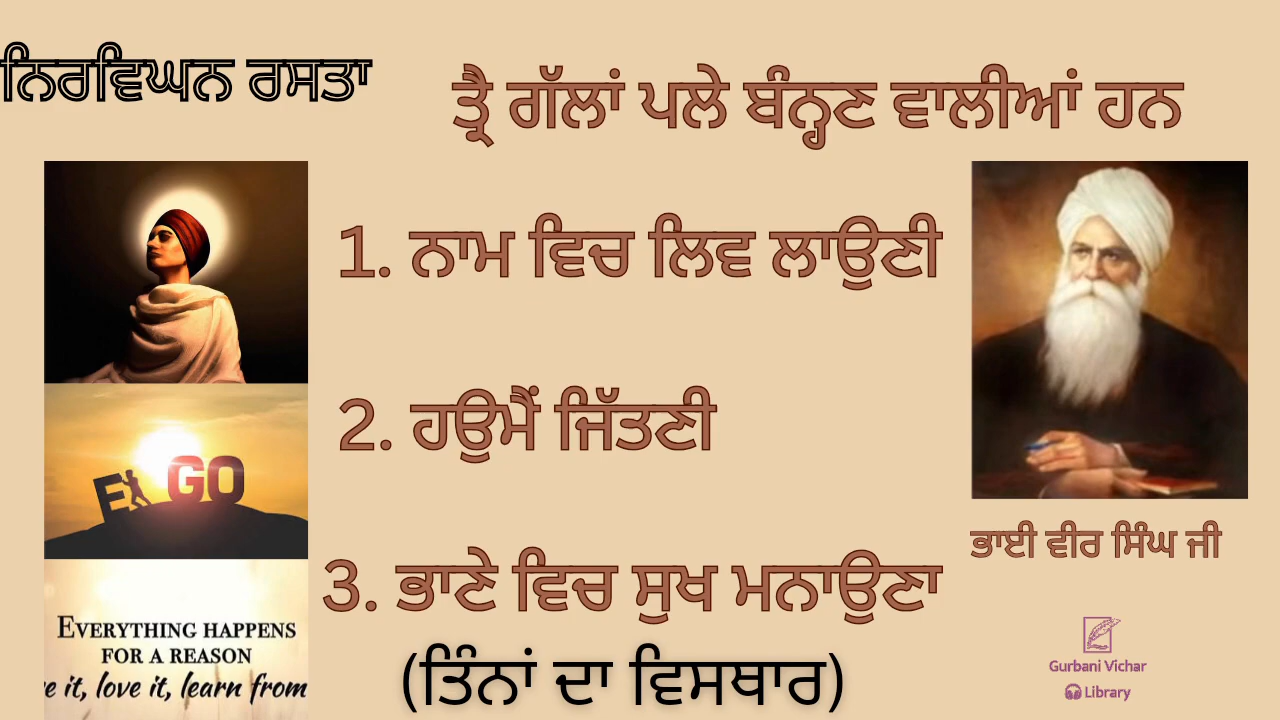 ਨਿਰਵਿਘਨ ਰਸਤਾ
ਤ੍ਰੈ ਗੱਲਾਂ ਪਲੇ ਬੰਨ੍ਹਣ ਵਾਲੀਆਂ ਹਨ
1. ਨਾਮ ਵਿਚ ਲਿਵ ਲਾਉਣੀ
2. ਹਉਮੈਂ ਜਿੱਤਣੀ
EGO
3. ਭਾਣੇ ਵਿਚ ਸੁਖ ਮਨਾਉਣਾ
(ਤਿੰਨਾਂ ਦਾ ਵਿਸਥਾਰ)
EVERYTHING HAPPENS
FOR A REASON
e it, love it, learn from
ਭਾਈ ਵੀਰ ਸਿੰਘ ਜੀ
Gurbani Vichar
Library